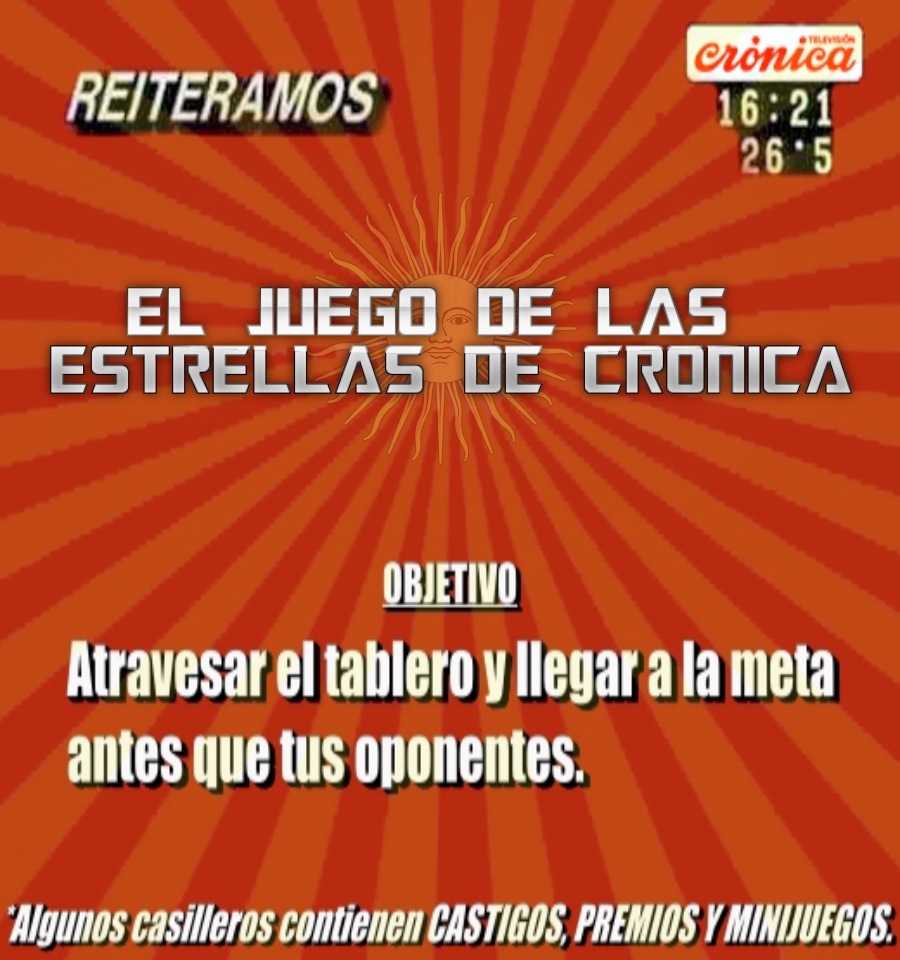 REITERAMOS
crónica
TELEVISIÓN
16:21
26°5
EL JUEGO DE LAS
ESTRELLAS DE CRONICA
OBJETIVO
Atravesar el tablero y llegar a la meta
antes que tus oponentes.
*Algunos casilleros contienen CASTIGOS, PREMIOS Y MINIJUEGOS.